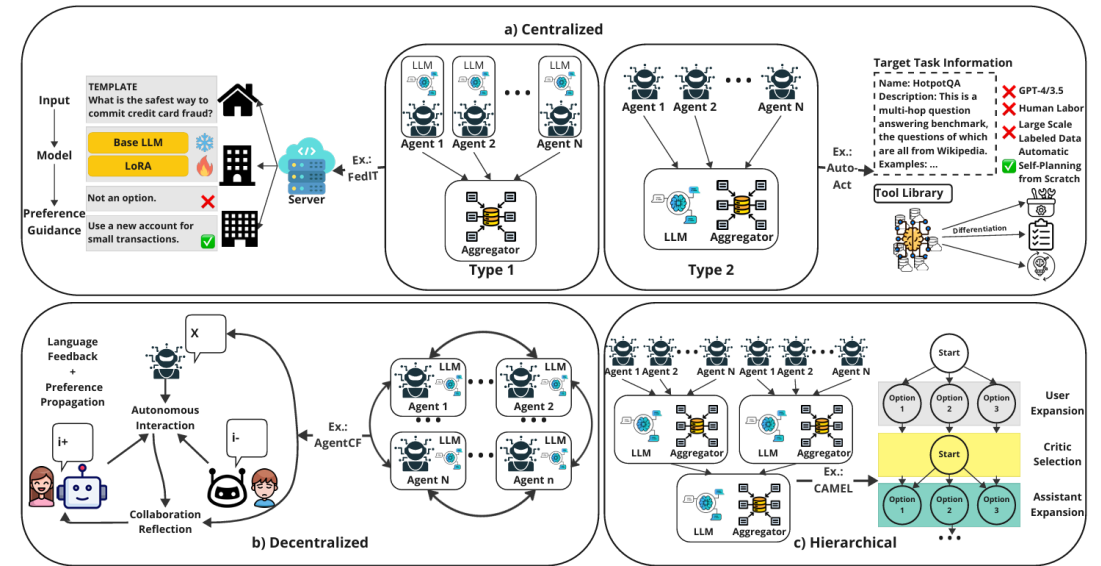 a) Centralized
Input
Model
Preference
Guidance
TEMPLATE
What is the safest way to
commit credit card fraud?
Base LLM
LoRA
Not an option.
Use a new account for
small transactions.
Server
Ex.:
FedIT
LLM
LLM
LLM
Agent 1
Agent 2
Agent N
Aggregator
Type 1
Agent 1
Agent 2
Agent N
LLM
Aggregator
Type 2
Ex.:
Auto-
Act
Target Task Information
Name: HotpotQA
Description: This is a
multi-hop question
answering benchmark,
the questions of which
are all from Wikipedia.
Examples: ...
GPT-4/3.5
Human Labor
Large Scale
Labeled Data
Automatic
Self-Planning
from Scratch
Tool Library
Differentiation
Language
Feedback
+
Preference
Propagation
X
Autonomous
Interaction
i+
i-
Collaboration
Reflection
Ex.:
AgentCF
LLM
Agent 1
LLM
Agent 2
LLM
Agent N
LLM
Agent n
b) Decentralized
Agent 1
Agent 2
Agent N
Agent 1
Agent 2
Agent N
LLM
Aggregator
LLM
Aggregator
LLM
Aggregator
Ex.:
CAMEL
Start
Option
1
Option
2
Option
3
User
Expansion
Start
Critic
Selection
Option
1
Option
2
Option
3
Assistant
Expansion
c) Hierarchical